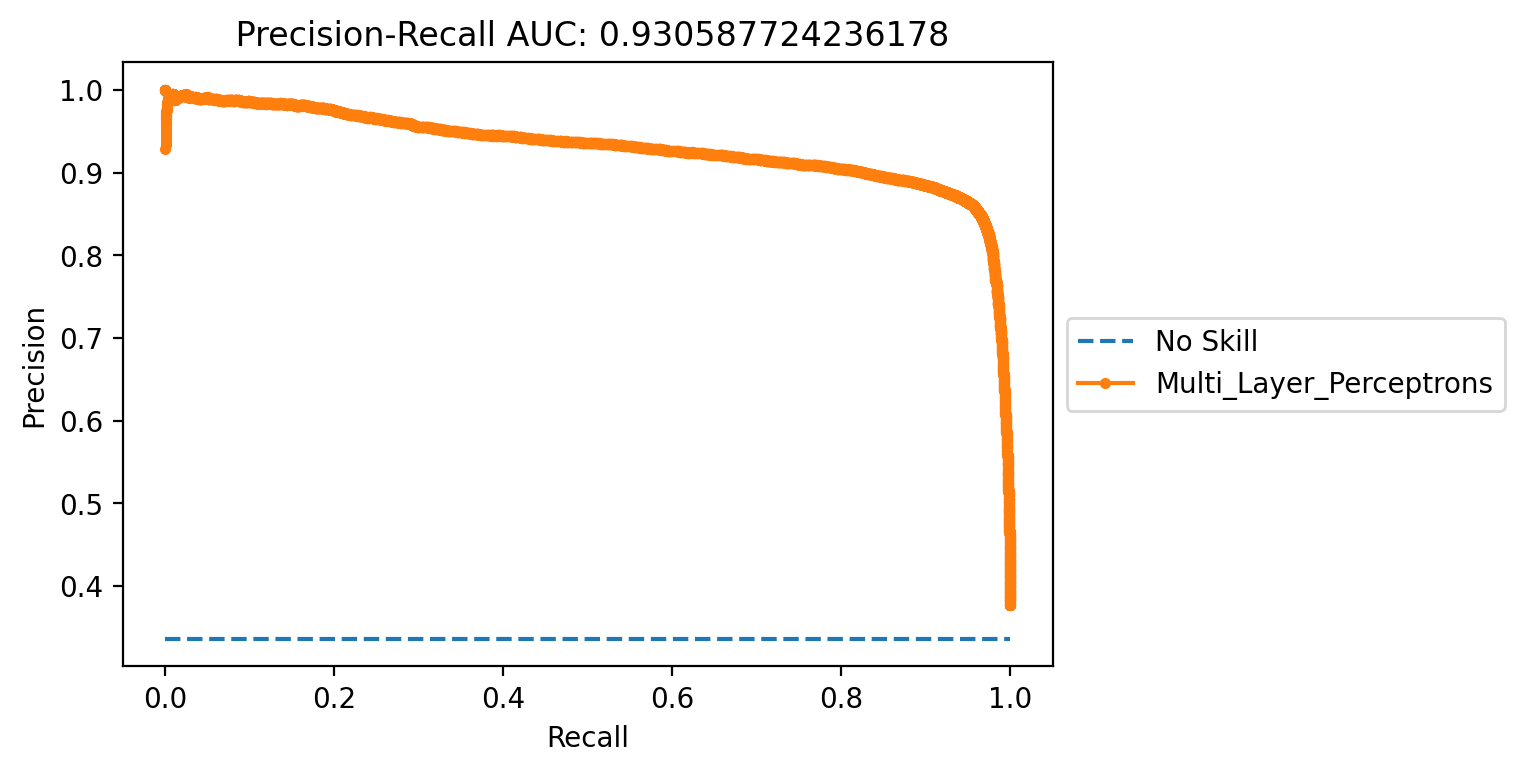 Precision-Recall AUC: 0.930587724236178
1.0
0.9
0.8
0.7
0.6
0.5
0.4
Precision
0.0 0.2 0.4 0.6 0.8 1.0
Recall
No Skill
Multi_Layer_Perceptrons